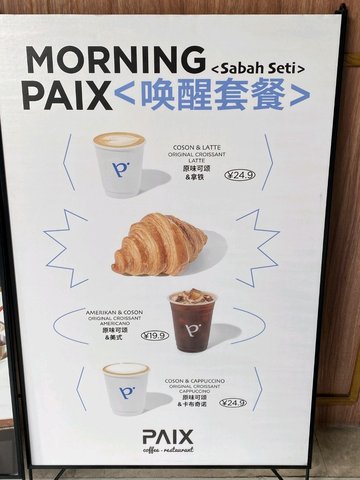 MORNING
<Sabah Seti>
PAIX<唤醒套餐>
COSON & LATTE
ORIGINAL CROISSANT
LATTE
原味可颂
&拿铁
¥24.9
AMERIKAN & COSON
ORIGINAL CROISSANT
AMERICANO
原味可颂
&美式
¥19.9
COSON & CAPPUCCINO
ORIGINAL CROISSANT
CAPPUCCINO
原味可颂
&卡布奇诺
¥24.9
PAIX
coffee · restaurant